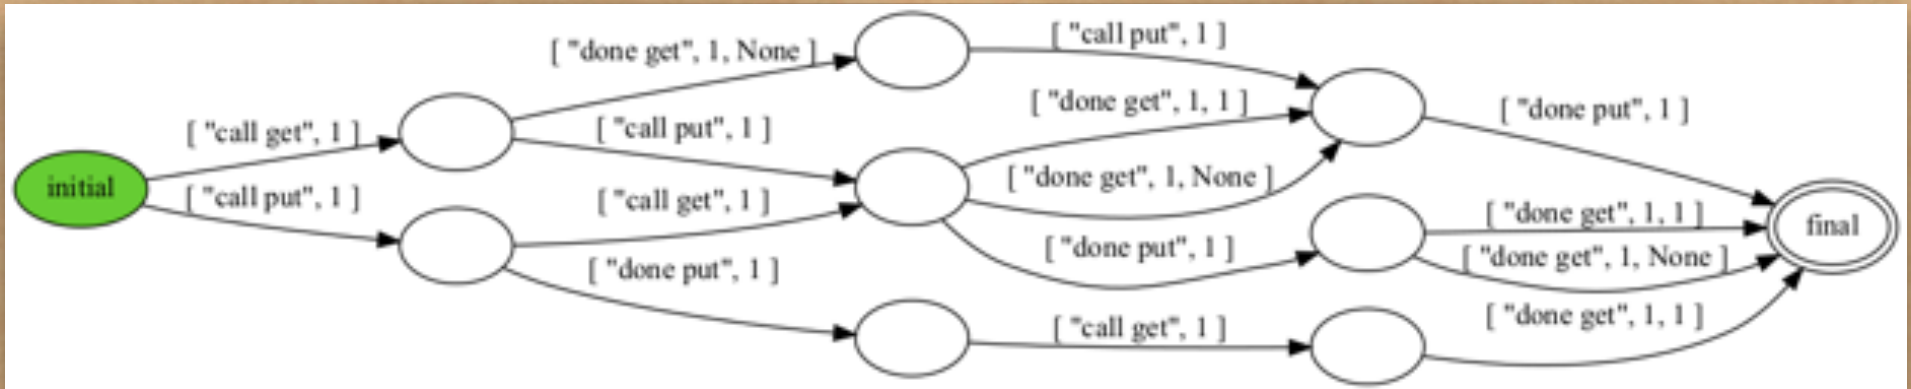 [ "call put", 1 ]
[ "done get", 1, None ]
[ "done get", 1, 1 ]
[ "done put", 1 ]
[ "call get", 1 ]
[ "call put", 1 ]
[ "done get", 1, None ]
initial
[ "call put", 1 ]
[ "call get", 1 ]
[ "done get", 1, 1 ]
final
[ "done put", 1 ]
[ "done get", 1, None ]
[ "done put", 1 ]
[ "call get", 1 ]
[ "done get", 1, 1 ]